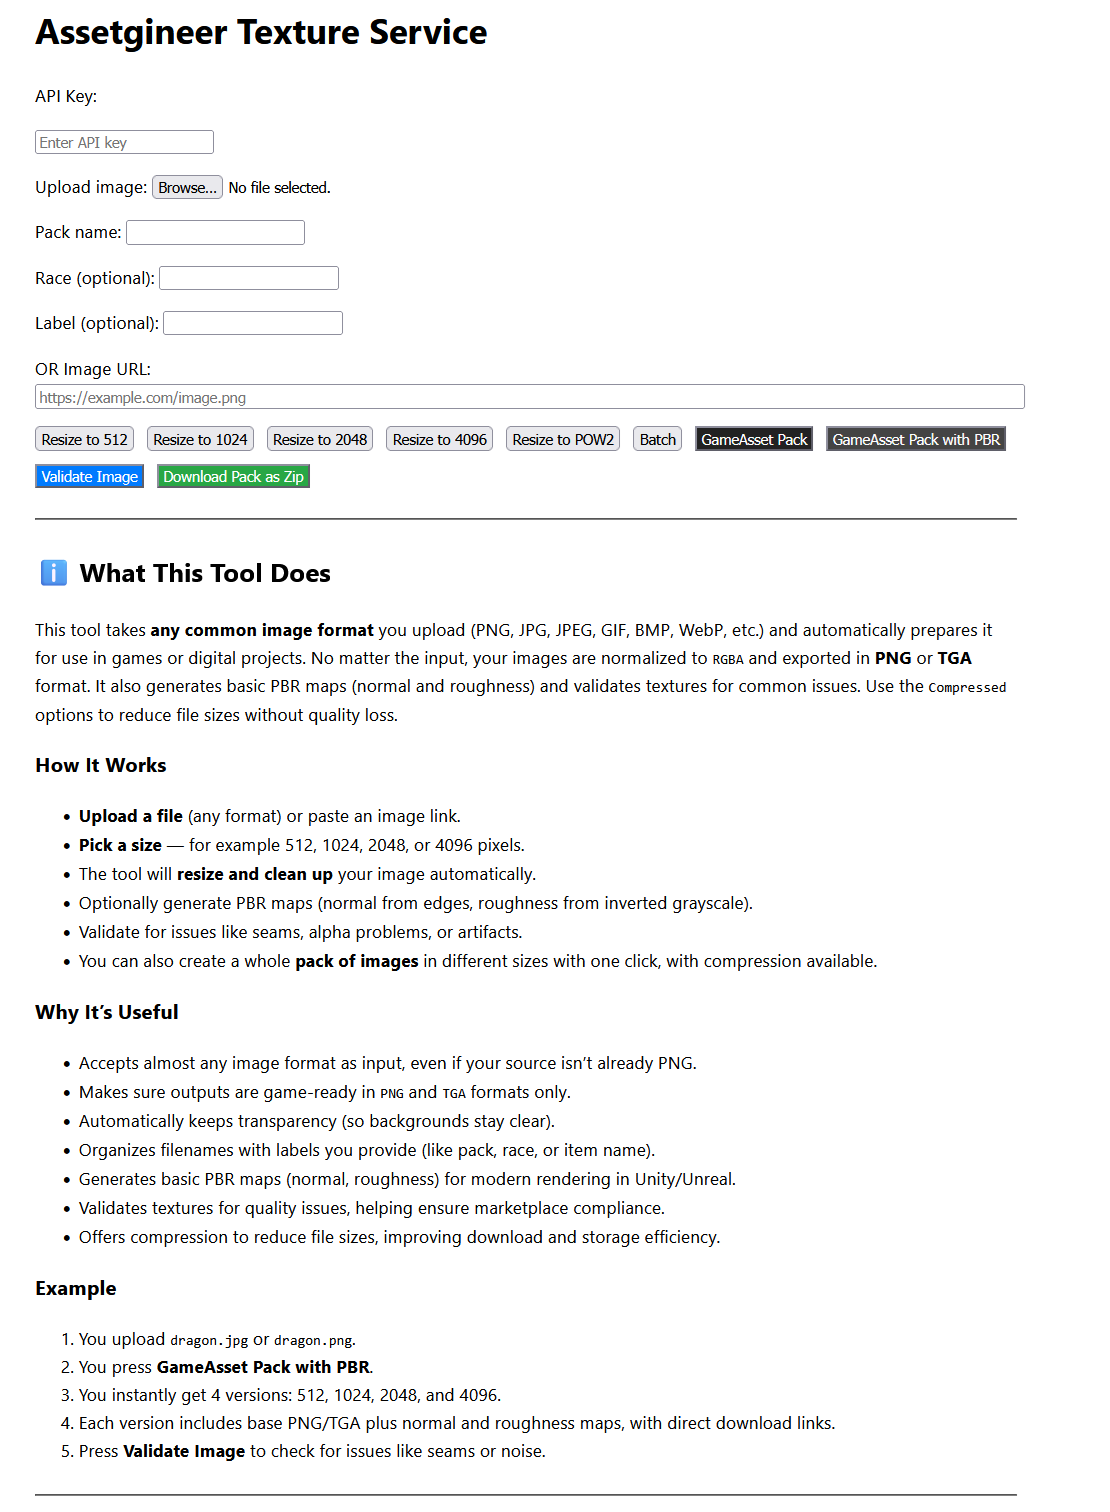 Assetgineer Texture Service
API Key:
Enter API key
Upload image: Browse... No file selected.
Pack name:
Race (optional):
Label (optional):
OR Image URL:
https://example.com/image.png
Resize to 512 Resize to 1024 Resize to 2048 Resize to 4096 Resize to POW2 Batch GameAsset Pack GameAsset Pack with PBR
Validate Image Download Pack as Zip
ℹ️ What This Tool Does
This tool takes any common image format you upload (PNG, JPG, JPEG, GIF, BMP, WebP, etc.) and automatically prepares it
for use in games or digital projects. No matter the input, your images are normalized to RGBA and exported in PNG or TGA
format. It also generates basic PBR maps (normal and roughness) and validates textures for common issues. Use the Compressed
options to reduce file sizes without quality loss.
How It Works
• Upload a file (any format) or paste an image link.
• Pick a size — for example 512, 1024, 2048, or 4096 pixels.
• The tool will resize and clean up your image automatically.
• Optionally generate PBR maps (normal from edges, roughness from inverted grayscale).
• Validate for issues like seams, alpha problems, or artifacts.
• You can also create a whole pack of images in different sizes with one click, with compression available.
Why It’s Useful
• Accepts almost any image format as input, even if your source isn’t already PNG.
• Makes sure outputs are game-ready in PNG and TGA formats only.
• Automatically keeps transparency (so backgrounds stay clear).
• Organizes filenames with labels you provide (like pack, race, or item name).
• Generates basic PBR maps (normal, roughness) for modern rendering in Unity/Unreal.
• Validates textures for quality issues, helping ensure marketplace compliance.
• Offers compression to reduce file sizes, improving download and storage efficiency.
Example
1. You upload dragon.jpg or dragon.png.
2. You press GameAsset Pack with PBR.
3. You instantly get 4 versions: 512, 1024, 2048, and 4096.
4. Each version includes base PNG/TGA plus normal and roughness maps, with direct download links.
5. Press Validate Image to check for issues like seams or noise.